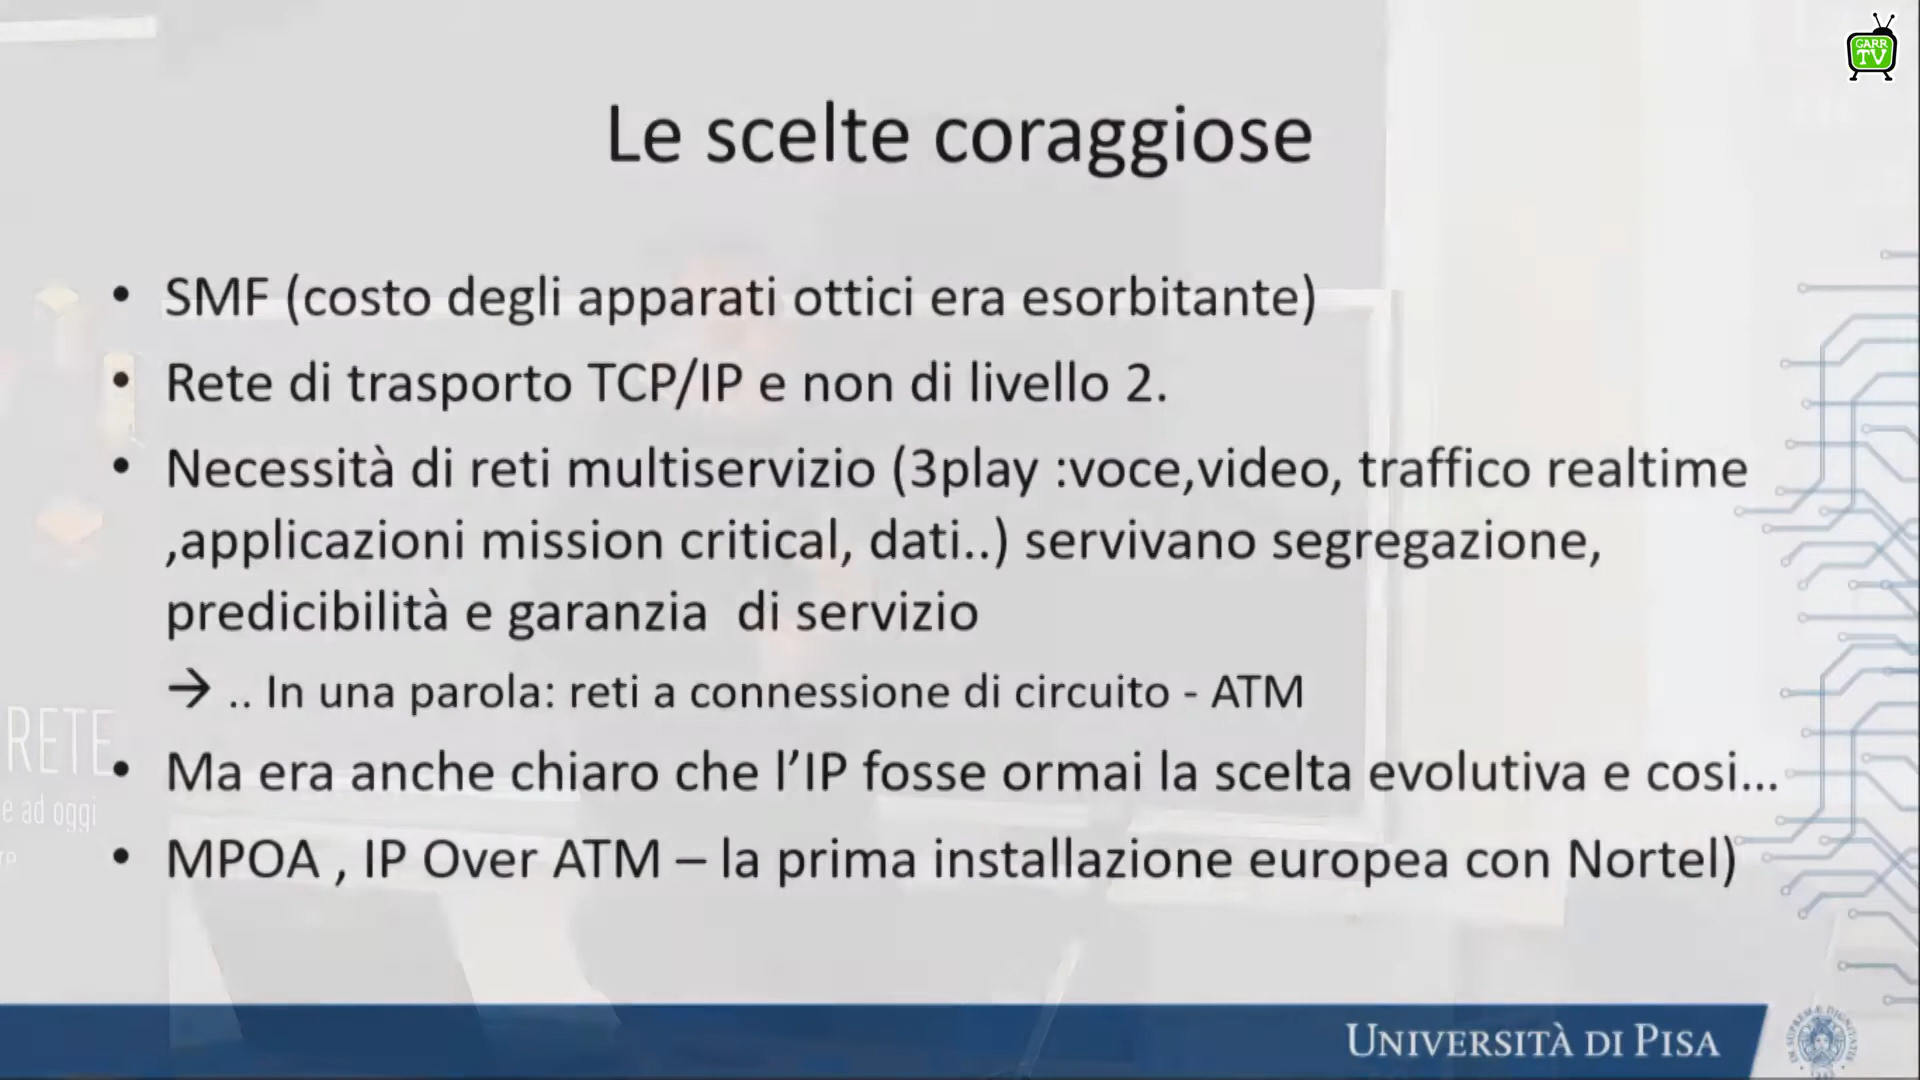 GARR
TV
Le scelte coraggiose
• SMF (costo degli apparati ottici era esorbitante)
• Rete di trasporto TCP/IP e non di livello 2.
• Necessità di reti multiservizio (3play :voce,video, traffico realtime
,applicazioni mission critical, dati..) servivano segregazione,
predicibilità e garanzia  di servizio
→ .. In una parola: reti a connessione di circuito - ATM
• Ma era anche chiaro che l’IP fosse ormai la scelta evolutiva e cosi...
• MPOA , IP Over ATM – la prima installazione europea con Nortel)
RETE
e ad oggi
UNIVERSITÀ DI PISA